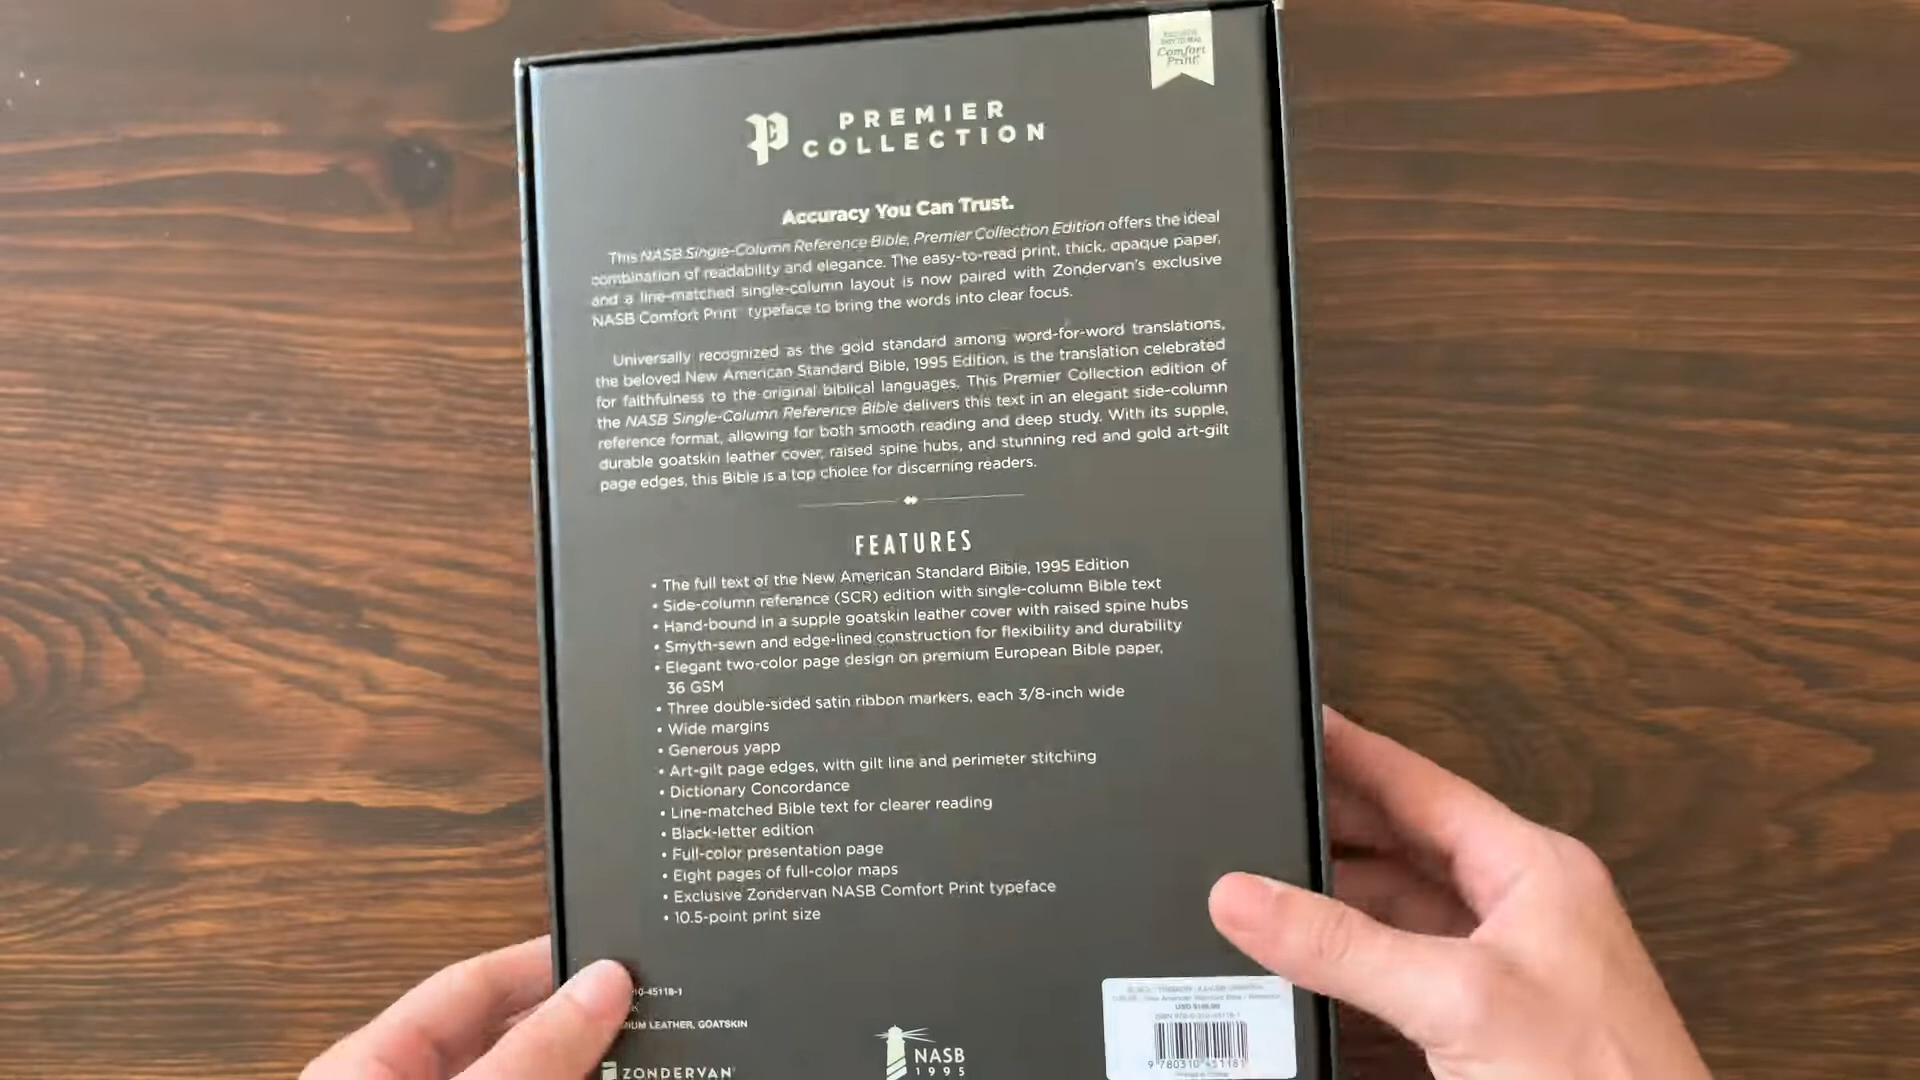 Comfort
Print
PREMIER
COLLECTION
Accuracy You Can Trust.
This NASB Single-Column Reference Bible, Premier Collection Edition offers the ideal
combination of readability and elegance. The easy-to-read print, thick, opaque paper,
and a line-matched single-column layout is now paired with Zondervan's exclusive
NASB Comfort Print typeface to bring the words into clear focus.
Universally recognized as the gold standard among word-for-word translations,
the beloved New American Standard Bible, 1995 Edition, is the translation celebrated
for faithfulness to the original biblical languages. This Premier Collection edition of
the NASB Single-Column Reference Bible delivers this text in an elegant side-column
reference format, allowing for both smooth reading and deep study. With its supple,
durable goatskin leather cover, raised spine hubs, and stunning red and gold art-gilt
page edges, this Bible is a top choice for discerning readers.
FEATURES
• The full text of the New American Standard Bible, 1995 Edition
• Side-column reference (SCR) edition with single-column Bible text
• Hand-bound in a supple goatskin leather cover with raised spine hubs
• Smyth-sewn and edge-lined construction for flexibility and durability
• Elegant two-color page design on premium European Bible paper,
36 GSM
• Three double-sided satin ribbon markers, each 3/8-inch wide
• Wide margins
• Generous yapp
• Art-gilt page edges, with gilt line and perimeter stitching
• Dictionary Concordance
• Line-matched Bible text for clearer reading
• Black-letter edition
• Full-color presentation page
• Eight pages of full-color maps
• Exclusive Zondervan NASB Comfort Print typeface
• 10.5-point print size
10-45118-1
LEATHER, GOATSKIN
ZONDERVAN
NASB
1995
9 780310 451181